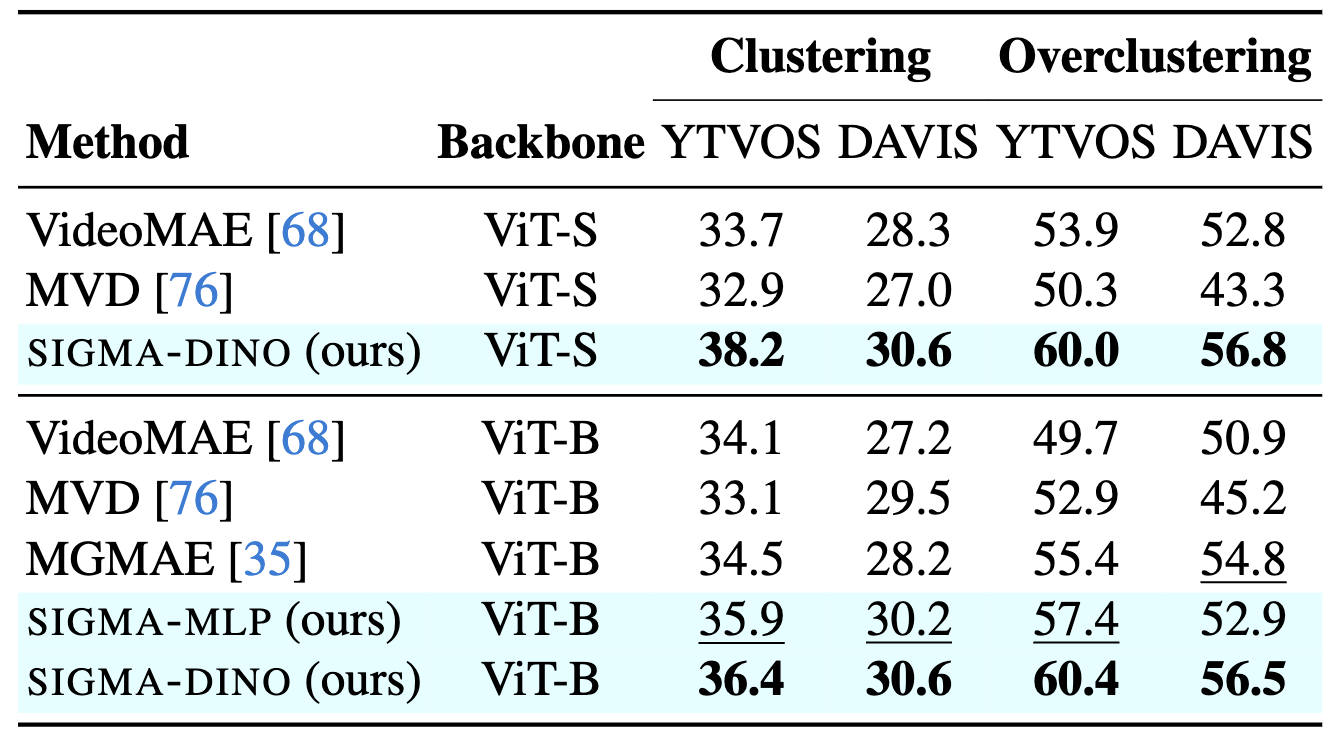 Clustering Overclustering
Method Backbone YTVOS DAVIS YTVOS DAVIS
VideoMAE [68] ViT-S 33.7 28.3 53.9 52.8
MVD [76] ViT-S 32.9 27.0 50.3 43.3
SIGMA-DINO (ours) ViT-S 38.2 30.6 60.0 56.8
VideoMAE [68] ViT-B 34.1 27.2 49.7 50.9
MVD [76] ViT-B 33.1 29.5 52.9 45.2
MGMAE [35] ViT-B 34.5 28.2 55.4 54.8
SIGMA-MLP (ours) ViT-B 35.9 30.2 57.4 52.9
SIGMA-DINO (ours) ViT-B 36.4 30.6 60.4 56.5